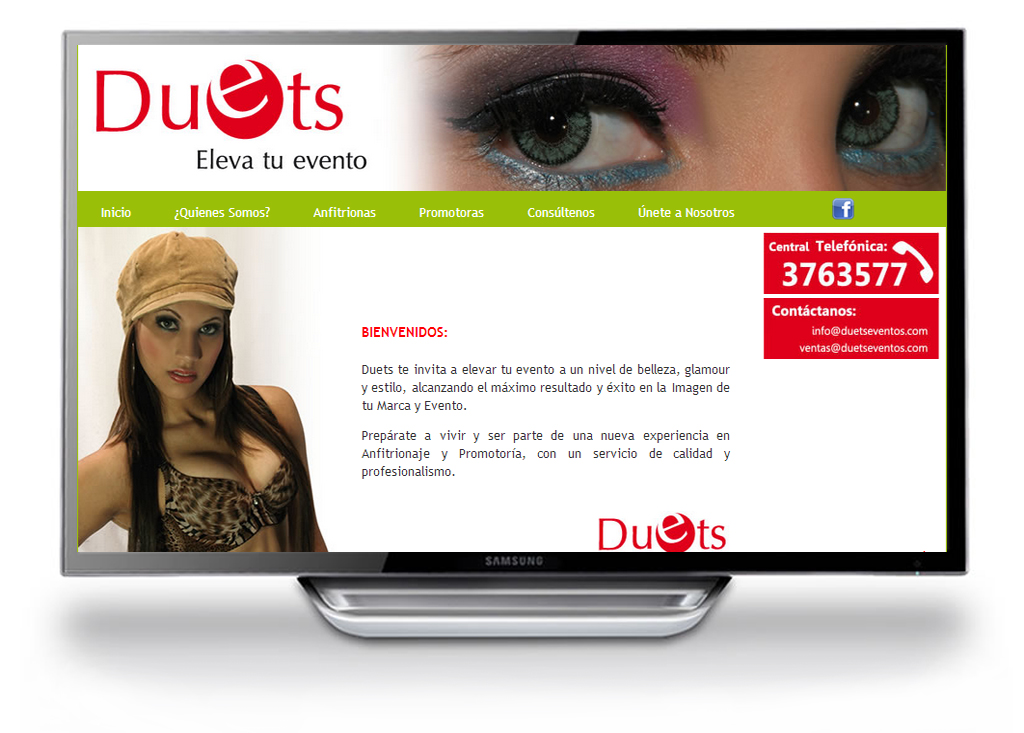 Duets
Eleva tu evento
Inicio ¿Quienes Somos? Anfitrionas Promotoras Consúltenos Únete a Nosotros f
Central Telefónica:
3763577
Contáctanos:
info@duetseventos.com
ventas@duetseventos.com
BIENVENIDOS:
Duets te invita a elevar tu evento a un nivel de belleza, glamour
y estilo, alcanzando el máximo resultado y éxito en la Imagen de
tu Marca y Evento.
Prepárate a vivir y ser parte de una nueva experiencia en
Anfitrionaje y Promotoría, con un servicio de calidad y
profesionalismo.
Duets
SAMSUNG